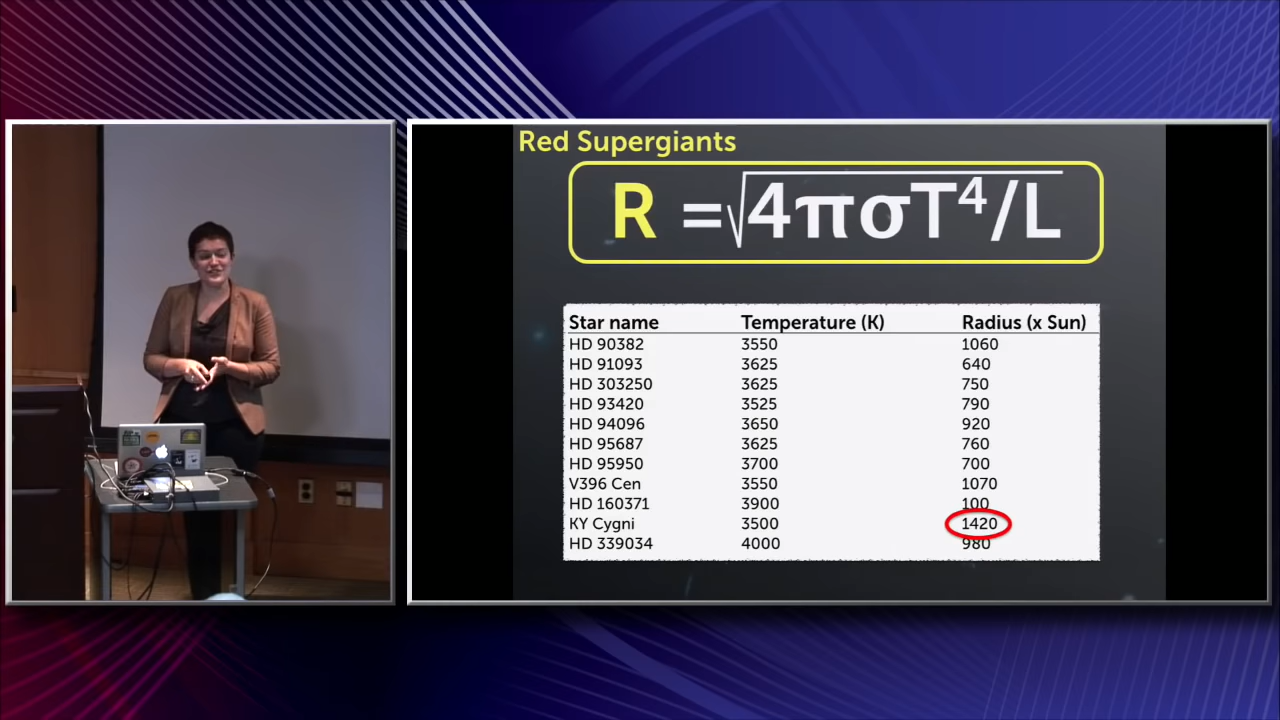 Red Supergiants
R =√4πσT⁴/L
Star name Temperature (K) Radius (x Sun)
HD 90382 3550 1060
HD 91093 3625 640
HD 303250 3625 750
HD 93420 3525 790
HD 94096 3650 920
HD 95687 3625 760
HD 95950 3700 700
V396 Cen 3550 1070
HD 160371 3900 100
KY Cygni 3500 1420
HD 339034 4000 980